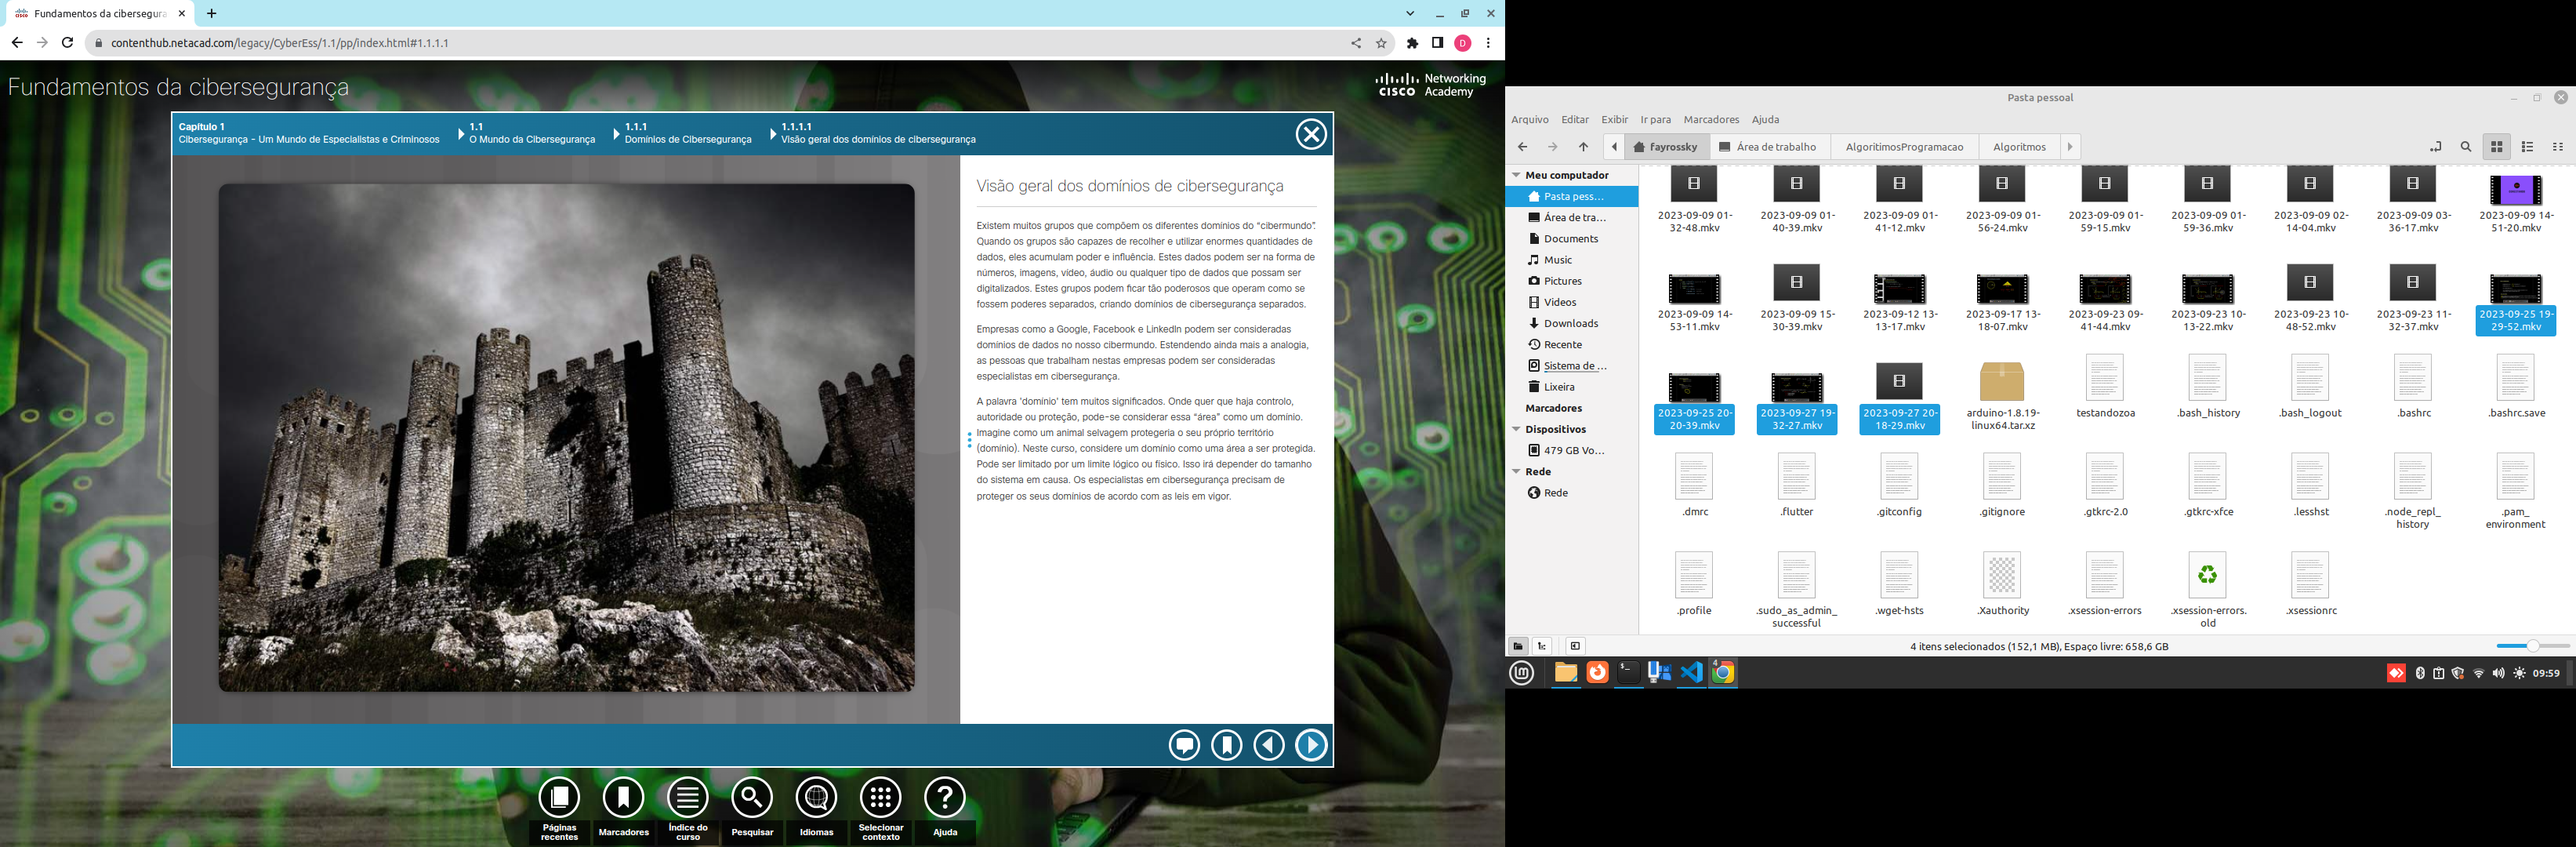 Fundamentos da cibersegura
contenthub.netacad.com/legacy/CyberEss/1.1/pp/index.html#1.1.1.1
D
Fundamentos da cibersegurança
CISCO
Networking
Academy
Capítulo 1
Cibersegurança - Um Mundo de Especialistas e Criminosos
1.1
O Mundo da Cibersegurança
1.1.1
Domínios de Cibersegurança
1.1.1.1
Visão geral dos domínios de cibersegurança
Visão geral dos domínios de cibersegurança
Existem muitos grupos que compõem os diferentes domínios do “cibermundo”.
Quando os grupos são capazes de recolher e utilizar enormes quantidades de
dados, eles acumulam poder e influência. Estes dados podem ser na forma de
números, imagens, vídeo, áudio ou qualquer tipo de dados que possam ser
digitalizados. Estes grupos podem ficar tão poderosos que operam como se
fossem poderes separados, criando domínios de cibersegurança separados.
Empresas como a Google, Facebook e LinkedIn podem ser consideradas
domínios de dados no nosso cibermundo. Estendendo ainda mais a analogia,
as pessoas que trabalham nestas empresas podem ser consideradas
especialistas em cibersegurança.
A palavra 'domínio' tem muitos significados. Onde quer que haja controlo,
autoridade ou proteção, pode-se considerar essa “área” como um domínio.
Imagine como um animal selvagem protegeria o seu próprio território
(domínio). Neste curso, considere um domínio como uma área a ser protegida.
Pode ser limitado por um limite lógico ou físico. Isso irá depender do tamanho
do sistema em causa. Os especialistas em cibersegurança precisam de
proteger os seus domínios de acordo com as leis em vigor.
Páginas
recentes
Marcadores
Índice do
curso
Pesquisar
Idiomas
Selecionar
contexto
Ajuda
Pasta pessoal
Arquivo Editar Exibir Ir para Marcadores Ajuda
fayrossky Área de trabalho AlgoritimosProgramacao Algoritmos
Meu computador
Pasta pess...
Área de tra...
Documents
Music
Pictures
Videos
Downloads
Recente
Sistema de ...
Lixeira
Marcadores
Dispositivos
479 GB Vo...
Rede
Rede
2023-09-09 01-
32-48.mkv
2023-09-09 01-
40-39.mkv
2023-09-09 01-
41-12.mkv
2023-09-09 01-
56-24.mkv
2023-09-09 01-
59-15.mkv
2023-09-09 01-
59-36.mkv
2023-09-09 02-
14-04.mkv
2023-09-09 03-
36-17.mkv
2023-09-09 14-
51-20.mkv
2023-09-09 14-
53-11.mkv
2023-09-09 15-
30-39.mkv
2023-09-12 13-
13-17.mkv
2023-09-17 13-
18-07.mkv
2023-09-23 09-
41-44.mkv
2023-09-23 10-
13-22.mkv
2023-09-23 10-
48-52.mkv
2023-09-23 11-
32-37.mkv
2023-09-25 19-
29-52.mkv
2023-09-25 20-
20-39.mkv
2023-09-27 19-
32-27.mkv
2023-09-27 20-
18-29.mkv
arduino-1.8.19-
linux64.tar.xz
testandozoa
.bash_history
.bash_logout
.bashrc
.bashrc.save
.dmrc
.flutter
.gitconfig
.gitignore
.gtkrc-2.0
.gtkrc-xfce
.lesshst
.node_repl_
history
.pam_
environment
.profile
.sudo_as_admin_
successful
.wget-hsts
.Xauthority
.xsession-errors
.xsession-errors.
old
.xsessionrc
4 itens selecionados (152,1 MB), Espaço livre: 658,6 GB
4
09:59